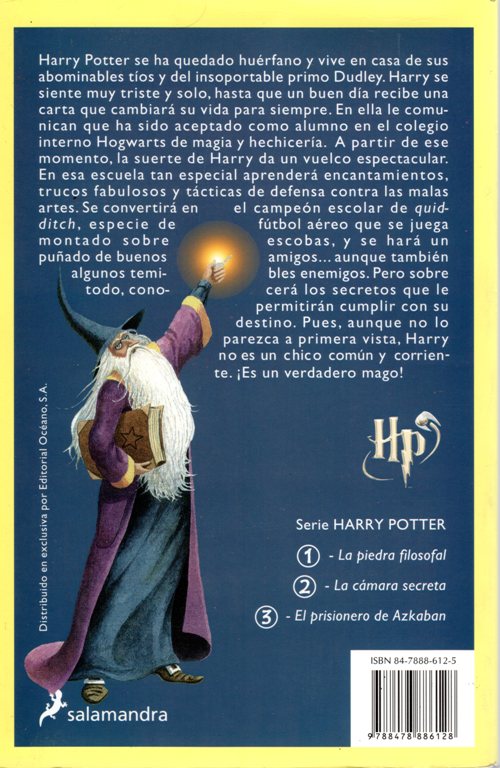 Harry Potter se ha quedado huérfano y vive en casa de sus
abominables tíos y del insoportable primo Dudley. Harry se
siente muy triste y solo, hasta que un buen día recibe una
carta que cambiará su vida para siempre. En ella le comu-
nican que ha sido aceptado como alumno en el colegio
interno Hogwarts de magia y hechicería. A partir de ese
momento, la suerte de Harry da un vuelco espectacular.
En esa escuela tan especial aprenderá encantamientos,
trucos fabulosos y tácticas de defensa contra las malas
artes. Se convertirá en el campeón escolar de quid-
ditch, especie de fútbol aéreo que se juega
montado sobre escobas, y se hará un
puñado de buenos amigos... aunque también
algunos temi- bles enemigos. Pero sobre
todo, cono- cerá los secretos que le
permitirán cumplir con su
destino. Pues, aunque no lo
parezca a primera vista, Harry
no es un chico común y corrien-
te. ¡Es un verdadero mago!
HP
Serie HARRY POTTER
1 - La piedra filosofal
2 - La cámara secreta
3 - El prisionero de Azkaban
Distribuido en exclusiva por Editorial Océano, S.A.
salamandra
ISBN 84-7888-612-5
9788478886128